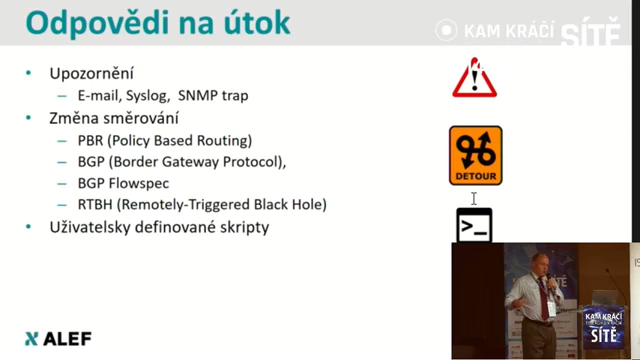 Odpovědi na útok
KAM KRÁČÍ
SÍTĚ
• Upozornění
– E-mail, Syslog, SNMP trap
• Změna směrování
– PBR (Policy Based Routing)
– BGP (Border Gateway Protocol),
– BGP Flowspec
– RTBH (Remotely-Triggered Black Hole)
• Uživatelsky definované skripty
DETOUR
>_
ALEF
KAM KRÁČÍ
SÍTĚ